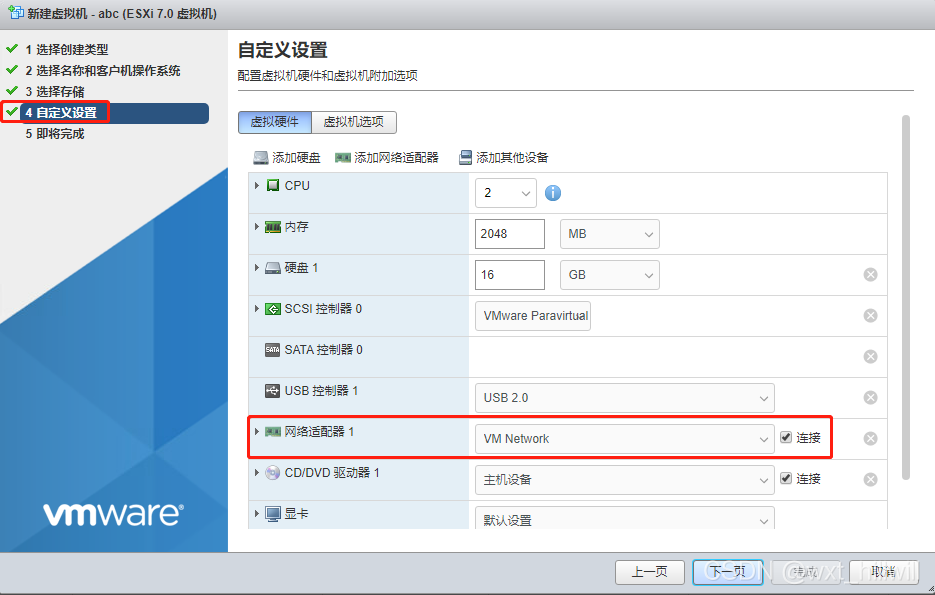 新建虚拟机 - abc (ESXi 7.0 虚拟机)
1 选择创建类型
2 选择名称和客户机操作系统
3 选择存储
4 自定义设置
5 即将完成
vmware®
自定义设置
配置虚拟机硬件和虚拟机附加选项
虚拟硬件 虚拟机选项
添加硬盘 添加网络适配器 添加其他设备
CPU 2
内存 2048 MB
硬盘 1 16 GB
SCSI 控制器 0 VMware Paravirtual
SATA SATA 控制器 0
USB 控制器 1 USB 2.0
网络适配器 1 VM Network 连接
CD/DVD 驱动器 1 主机设备 连接
显卡 默认设置
上一页 下一页 完成 取消